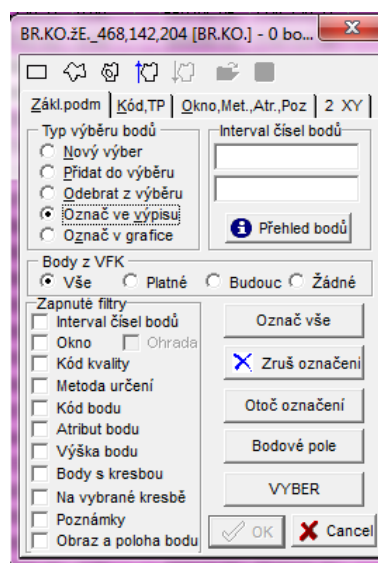 BR.KO.žE._468,142,204 [BR.KO.] - 0 bo...
Zákl.podm Kód,TP Okno,Met.,Atr.,Poz 2 XY
Typ výběru bodů
Nový výber
Přidat do výběru
Odebrat z výběru
Označ ve výpisu
Označ v grafice
Interval čísel bodů
Přehled bodů
Body z VFK
Vše Platné Budouc Žádné
Zapnuté filtry
Interval čísel bodů
Okno Ohrada
Kód kvality
Metoda určení
Kód bodu
Atribut bodu
Výška bodu
Body s kresbou
Na vybrané kresbě
Poznámky
Obraz a poloha bodu
Označ vše
Zruš označeni
Otoč označení
Bodové pole
VYBER
OK Cancel